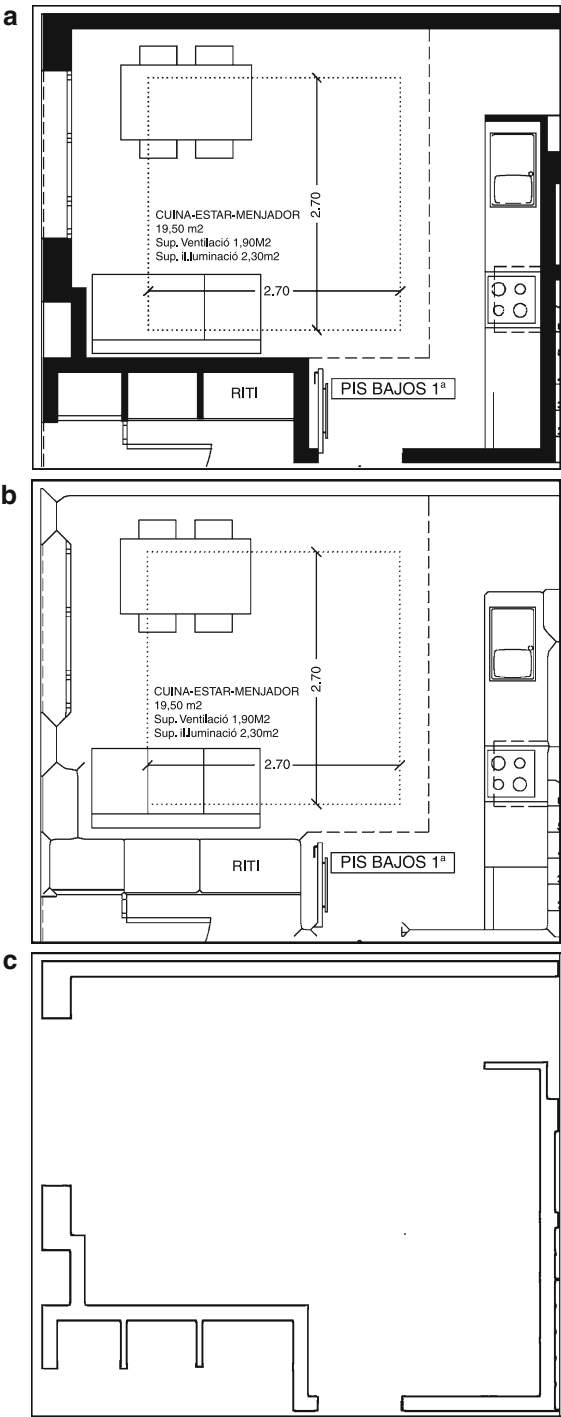 a
2.70
CUINA-ESTAR-MENJADOR
19,50 m2
Sup. Ventilació 1,90M2
Sup. il.luminació 2,30m2
2.70
RITI
PIS BAJOS 1ª
b
2.70
CUINA-ESTAR-MENJADOR
19,50 m2
Sup. Ventilació 1,90M2
Sup. il.luminació 2,30m2
2.70
RITI
PIS BAJOS 1ª
c